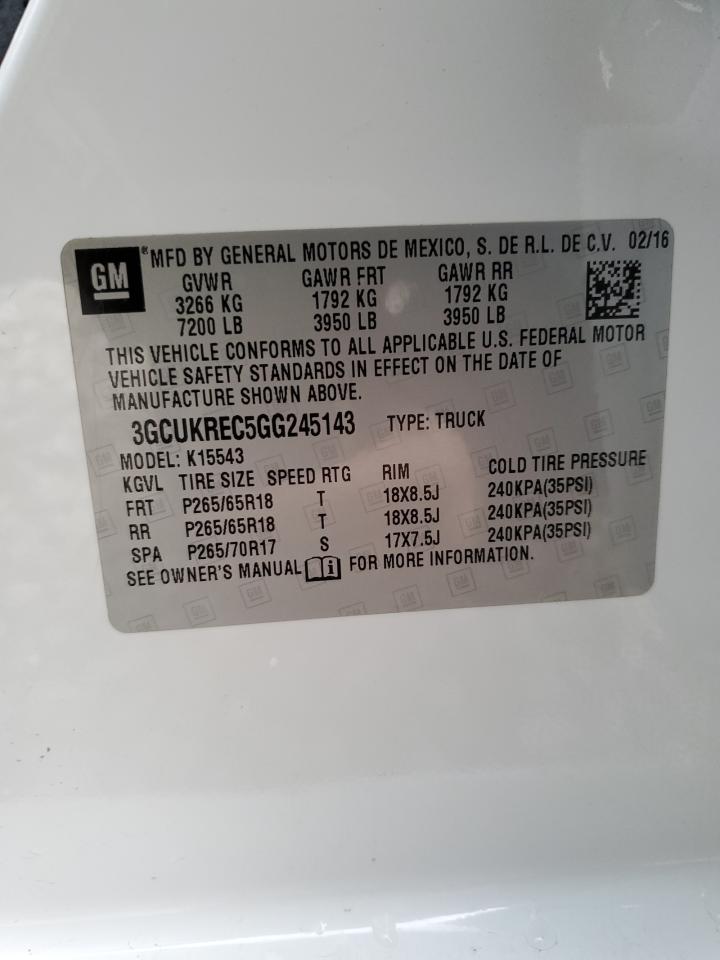 GM ® MFD BY GENERAL MOTORS DE MEXICO, S. DE R.L. DE C.V. 02/16
GVWR GAWR FRT GAWR RR
3266 KG 1792 KG 1792 KG
7200 LB 3950 LB 3950 LB
THIS VEHICLE CONFORMS TO ALL APPLICABLE U.S. FEDERAL MOTOR
VEHICLE SAFETY STANDARDS IN EFFECT ON THE DATE OF
MANUFACTURE SHOWN ABOVE.
3GCUKREC5GG245143 TYPE: TRUCK
MODEL: K15543
KGVL TIRE SIZE SPEED RTG RIM COLD TIRE PRESSURE
FRT P265/65R18 T 18X8.5J 240KPA(35PSI)
RR P265/65R18 T 18X8.5J 240KPA(35PSI)
SPA P265/70R17 S 17X7.5J 240KPA(35PSI)
SEE OWNER'S MANUAL i FOR MORE INFORMATION.